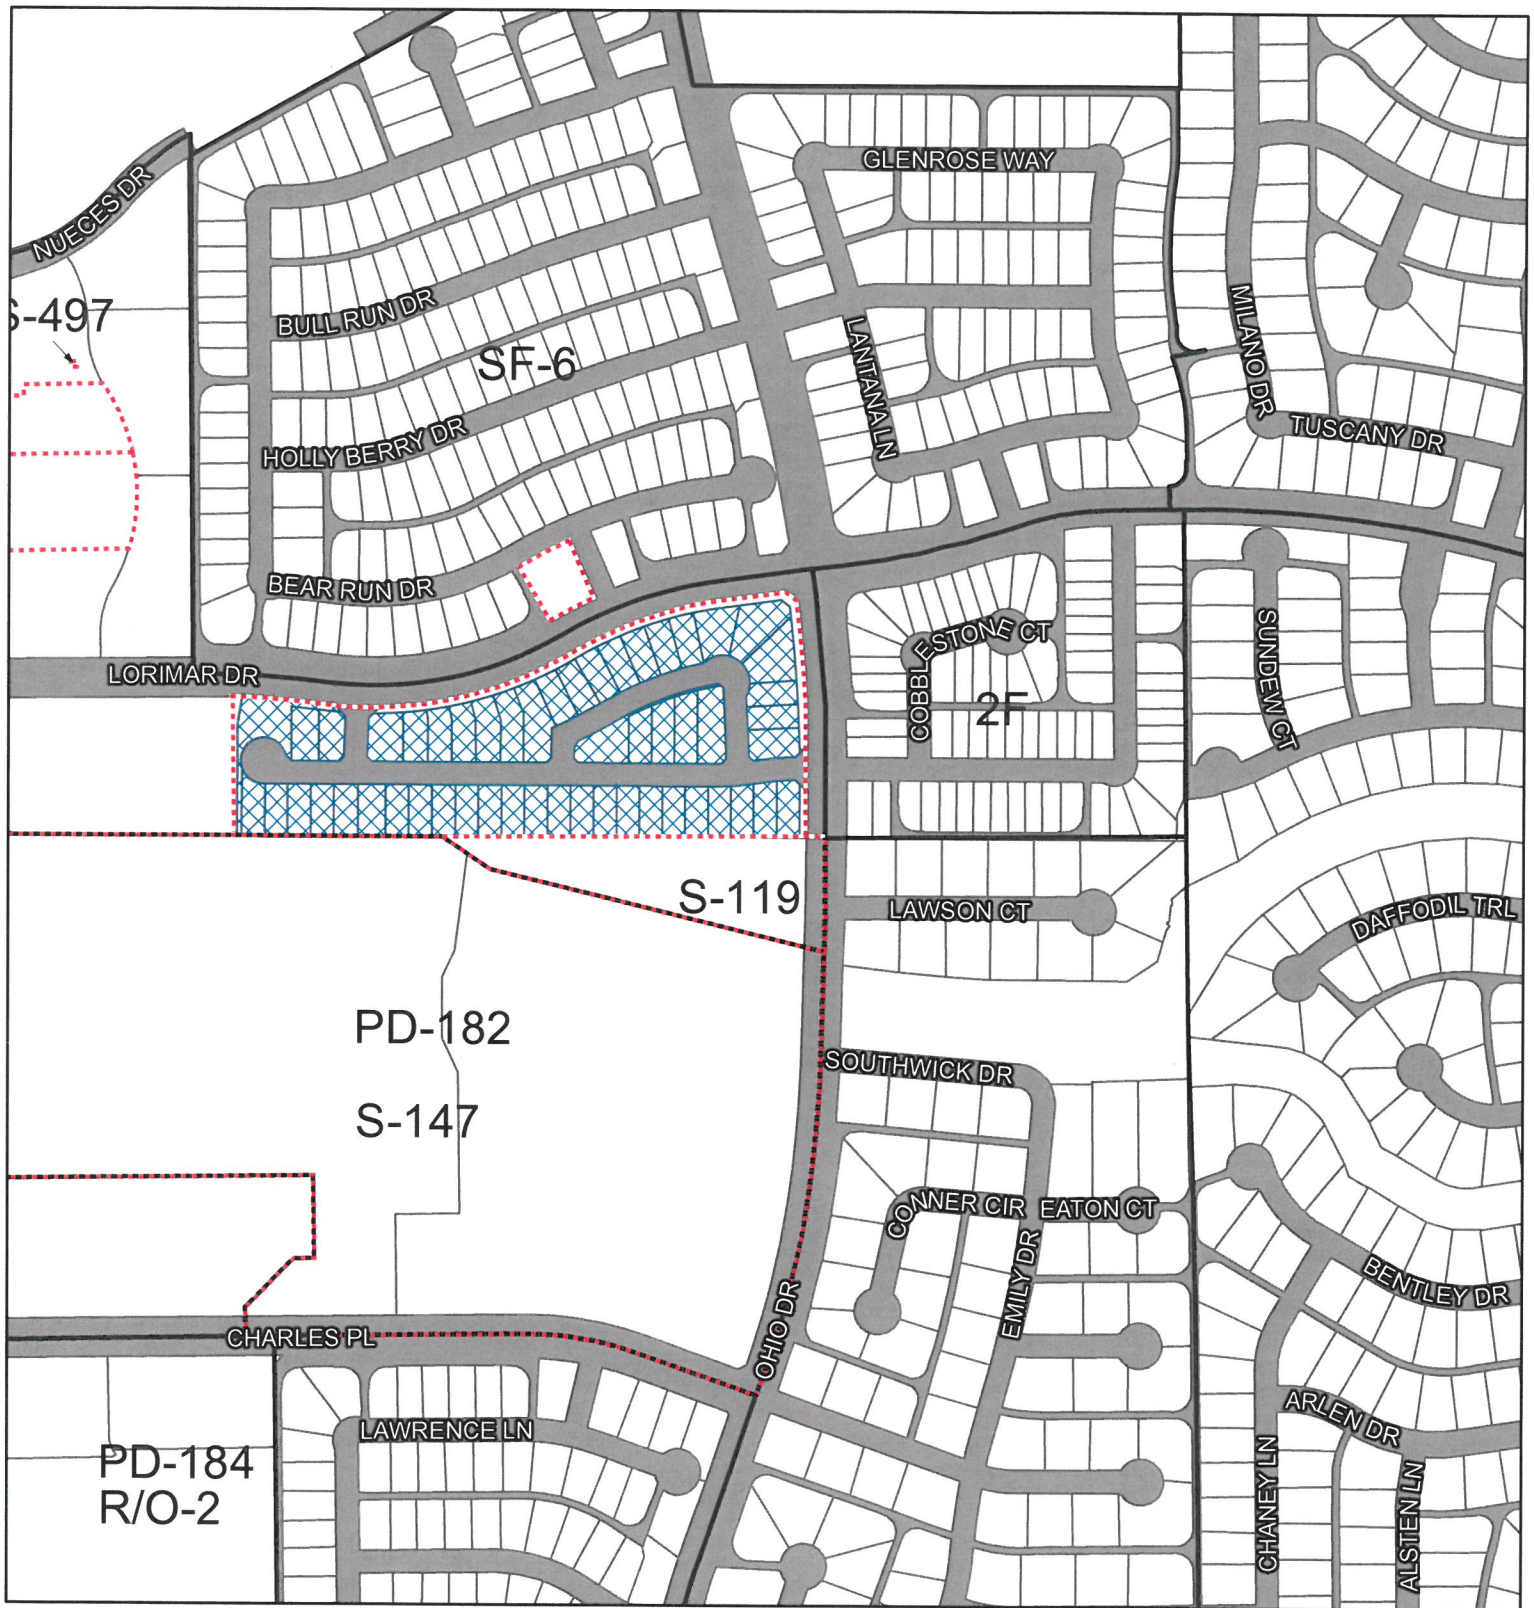 GLENROSE WAY
NUECES DR
S-497
BULL RUN DR
MILANO DR
SF-6
LANTANA LN
HOLLY BERRY DR
TUSCANY DR
BEAR RUN DR
COBBLESTONE CT
SUNDEW CT
LORIMAR DR
2F
S-119
LAWSON CT
DAFFODIL TRL
PD-182
SOUTHWICK DR
S-147
CONNER CIR
EATON CT
EMILY DR
BENTLEY DR
CHARLES PL
OHIO DR
LAWRENCE LN
ARLEN DR
PD-184
R/O-2
CHANEY LN
ALSTEN LN